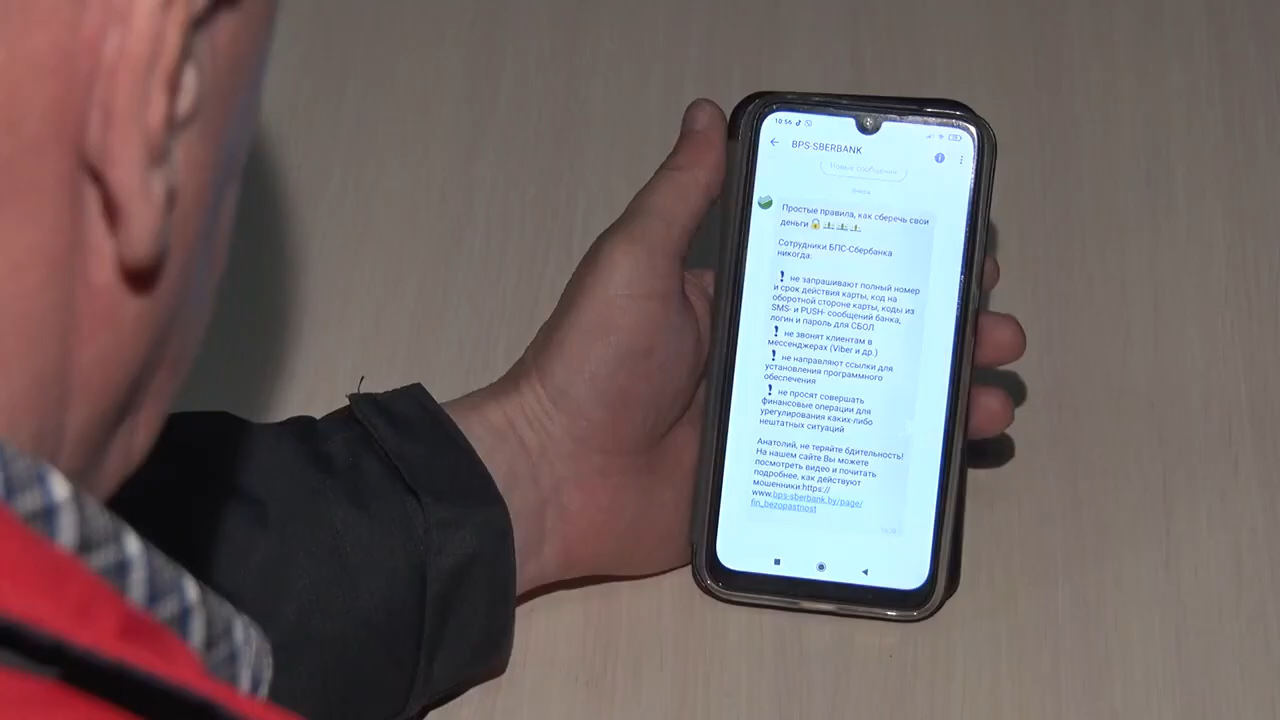 10:56
BPS-SBERBANK
Новые сообщения
Простые правила, как сберечь свои
деньги
Сотрудники БПС-Сбербанка
никогда:
❗ не запрашивают полный номер
и срок действия карты, код на
оборотной стороне карты, коды из
SMS- и PUSH- сообщений банка,
логин и пароль для СБОЛ
❗ не звонят клиентам в
мессенджерах (Viber и др.)
❗ не направляют ссылки для
установления программного
обеспечения
❗ не просят совершать
финансовые операции для
урегулирования каких-либо
нештатных ситуаций
Анатолий, не теряйте бдительность!
На нашем сайте Вы можете
посмотреть видео и почитать
подробнее, как действуют
мошенники:https://
www.bps-sberbank.by/page/
fin_bezopastnost